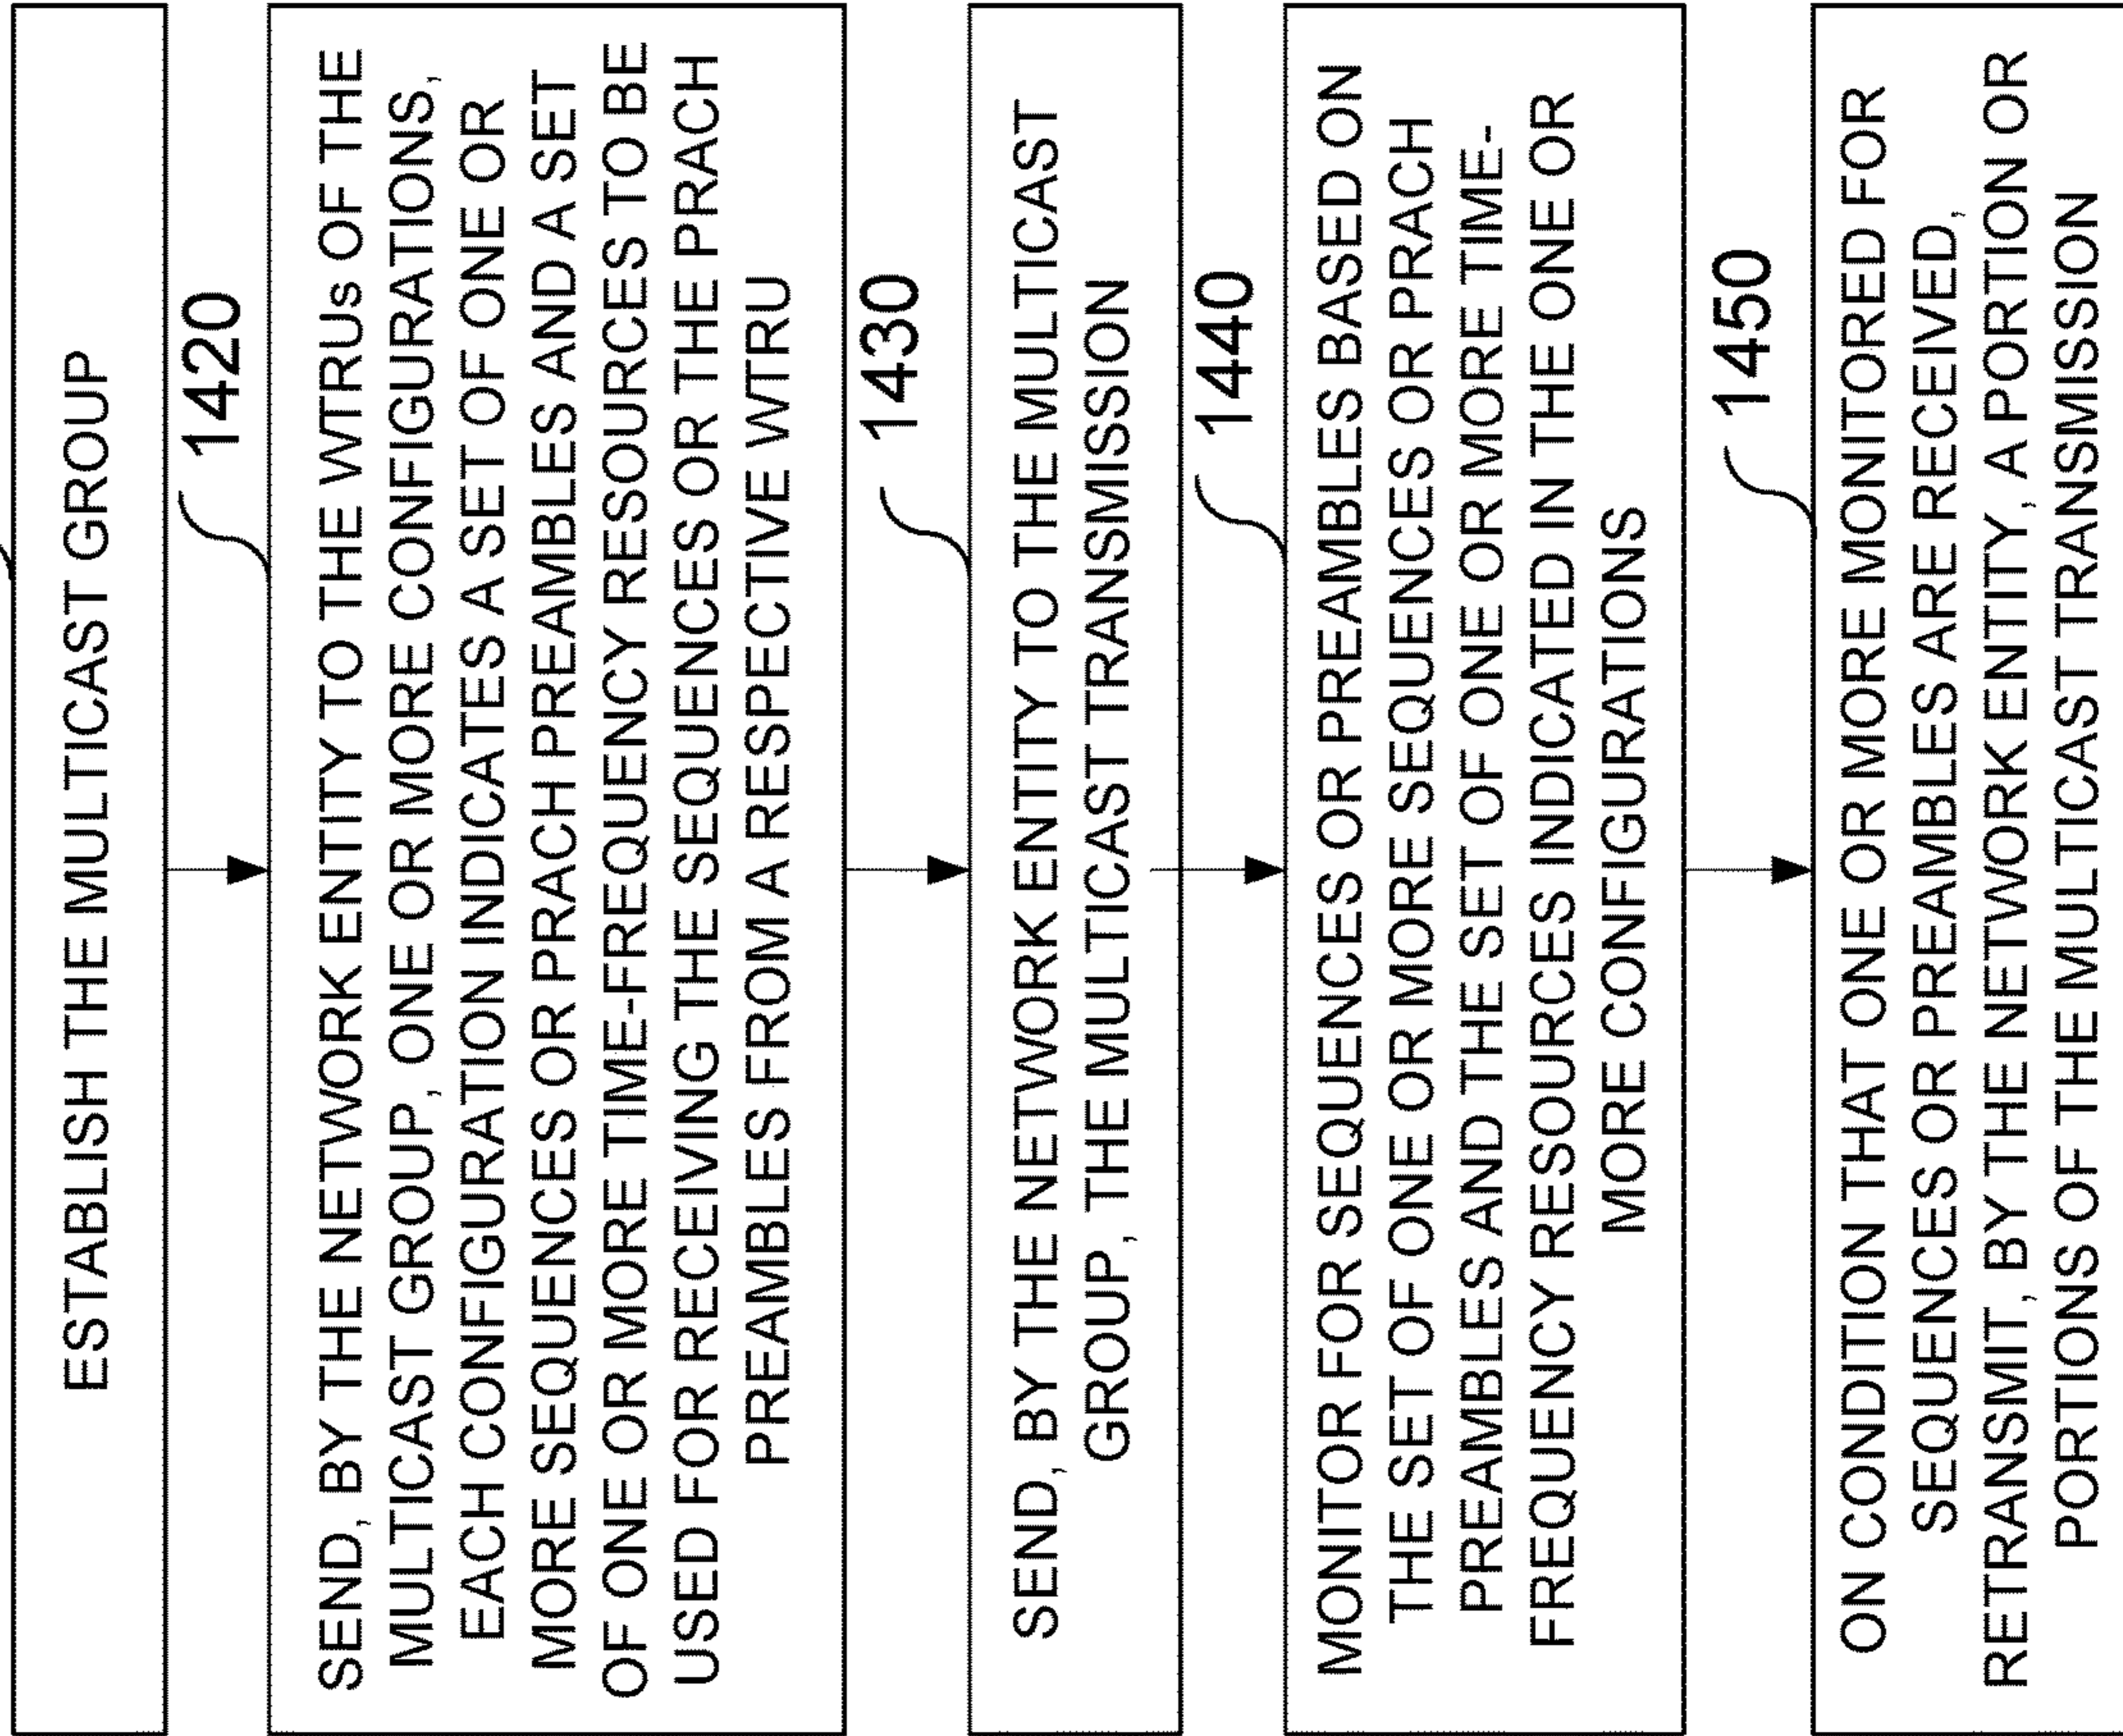 ESTABLISH THE MULTICAST GROUP
1420
SEND, BY THE NETWORK ENTITY TO THE WTRUs OF THE
MULTICAST GROUP, ONE OR MORE CONFIGURATIONS,
EACH CONFIGURATION INDICATES A SET OF ONE OR
MORE SEQUENCES OR PRACH PREAMBLES AND A SET
OF ONE OR MORE TIME-FREQUENCY RESOURCES TO BE
USED FOR RECEIVING THE SEQUENCES OR THE PRACH
PREAMBLES FROM A RESPECTIVE WTRU
1430
SEND, BY THE NETWORK ENTITY TO THE MULTICAST
GROUP, THE MULTICAST TRANSMISSION
1440
MONITOR FOR SEQUENCES OR PREAMBLES BASED ON
THE SET OF ONE OR MORE SEQUENCES OR PRACH
PREAMBLES AND THE SET OF ONE OR MORE TIME-
FREQUENCY RESOURCES INDICATED IN THE ONE OR
MORE CONFIGURATIONS
1450
ON CONDITION THAT ONE OR MORE MONITORED FOR
SEQUENCES OR PREAMBLES ARE RECEIVED,
RETRANSMIT, BY THE NETWORK ENTITY, A PORTION OR
PORTIONS OF THE MULTICAST TRANSMISSION